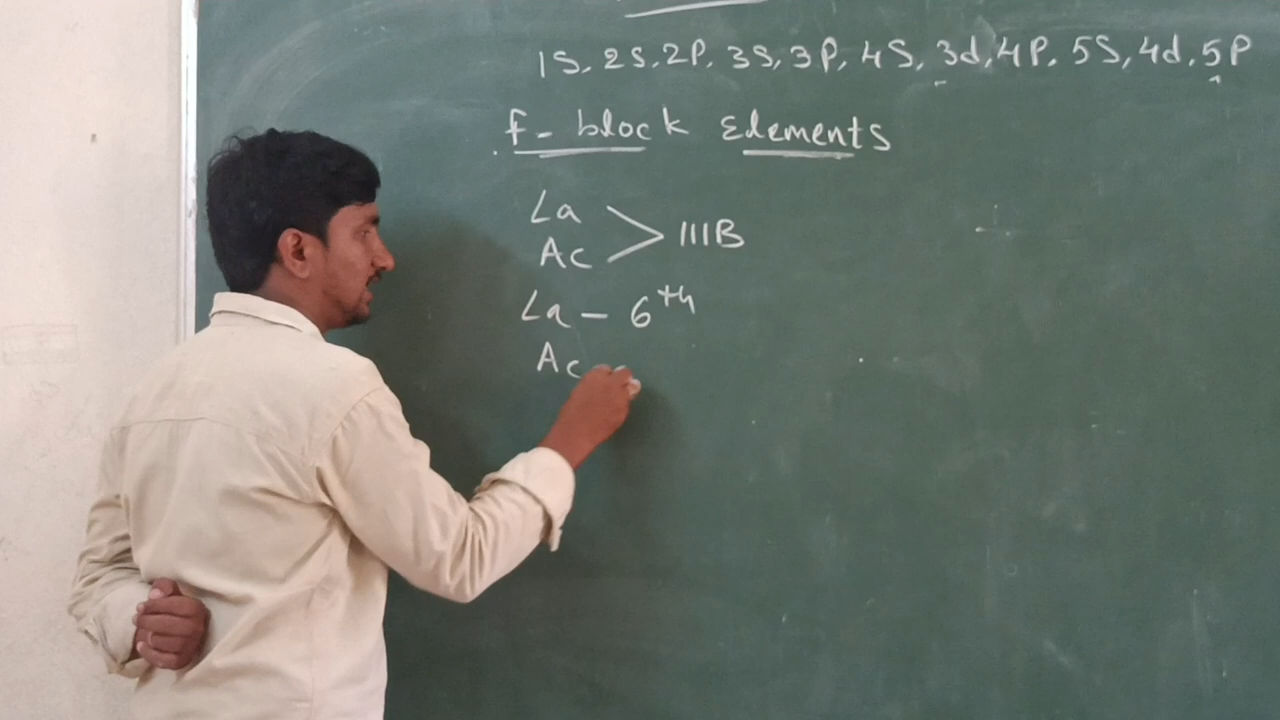 1S, 2S, 2P, 3S, 3P, 4S, 3d, 4P, 5S, 4d, 5P
f- block Elements
La
Ac > IIIB
La - 6th
Ac